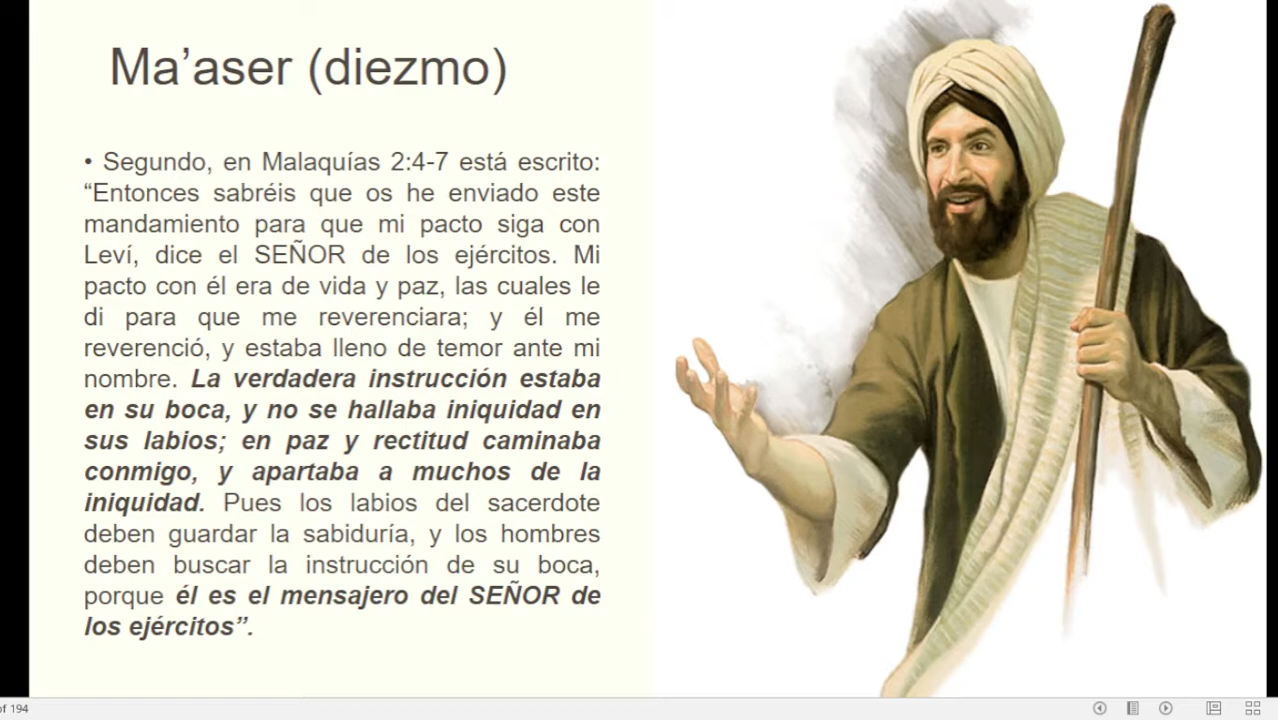 Ma’aser (diezmo)
• Segundo, en Malaquías 2:4-7 está escrito:
“Entonces sabréis que os he enviado este
mandamiento para que mi pacto siga con
Leví, dice el SEÑOR de los ejércitos. Mi
pacto con él era de vida y paz, las cuales le
di para que me reverenciara; y él me
reverenció, y estaba lleno de temor ante mi
nombre. La verdadera instrucción estaba
en su boca, y no se hallaba iniquidad en
sus labios; en paz y rectitud caminaba
conmigo, y apartaba a muchos de la
iniquidad. Pues los labios del sacerdote
deben guardar la sabiduría, y los hombres
deben buscar la instrucción de su boca,
porque él es el mensajero del SEÑOR de
los ejércitos”.
of 194